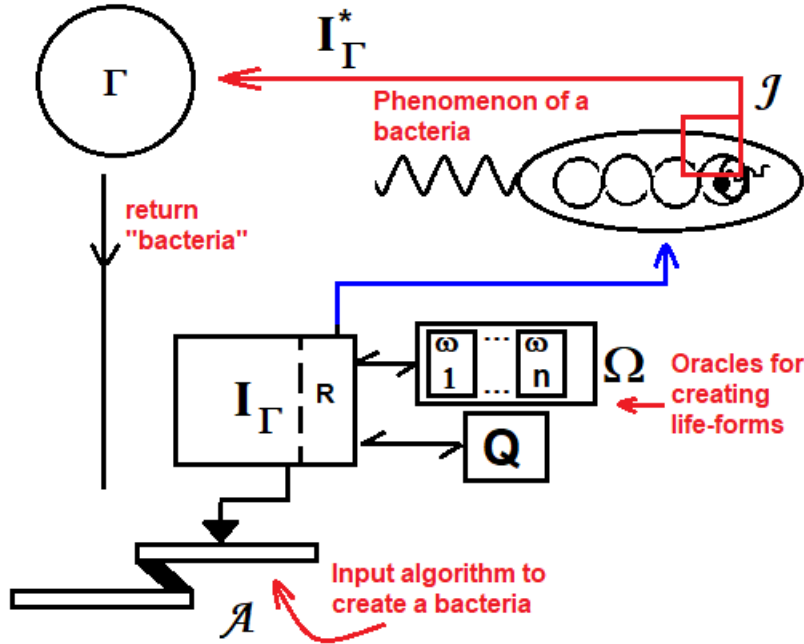 I*Γ
Γ
𝒥
Phenomenon of a
bacteria
return
"bacteria"
ω ... ω
1 ... n
Ω
IΓ
R
Q
Oracles for
creating
life-forms
Input algorithm to
create a bacteria
𝒜